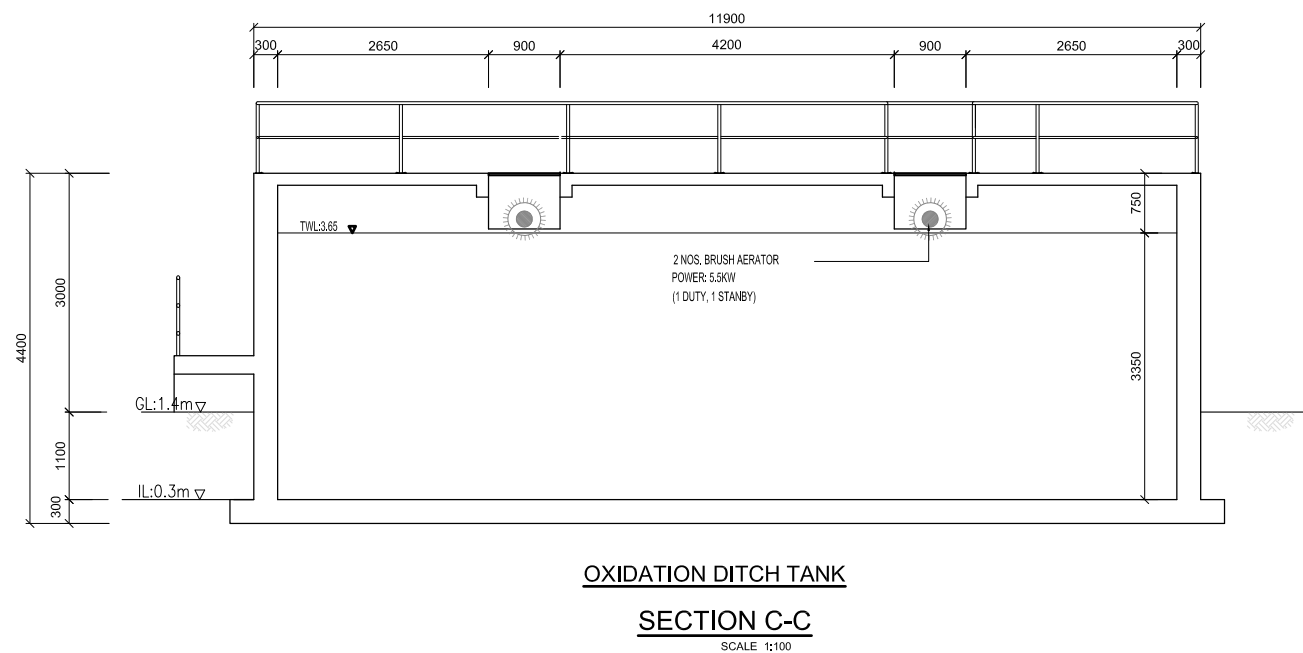 11900
300 2650 900 4200 900 2650 300
TWL:3.65
750
2 NOS, BRUSH AERATOR
POWER: 5.5KW
(1 DUTY, 1 STANBY)
3000
4400
3350
GL:1.4m
1100
IL:0.3m
300
OXIDATION DITCH TANK
SECTION C-C
SCALE 1:100